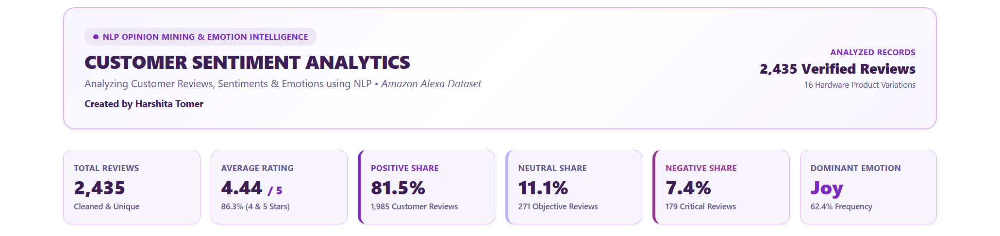 NLP OPINION MINING & EMOTION INTELLIGENCE
CUSTOMER SENTIMENT ANALYTICS
Analyzing Customer Reviews, Sentiments & Emotions using NLP • Amazon Alexa Dataset
Created by Harshita Tomer
ANALYZED RECORDS
2,435 Verified Reviews
16 Hardware Product Variations
TOTAL REVIEWS
2,435
Cleaned & Unique
AVERAGE RATING
4.44 / 5
86.3% (4 & 5 Stars)
POSITIVE SHARE
81.5%
1,985 Customer Reviews
NEUTRAL SHARE
11.1%
271 Objective Reviews
NEGATIVE SHARE
7.4%
179 Critical Reviews
DOMINANT EMOTION
Joy
62.4% Frequency